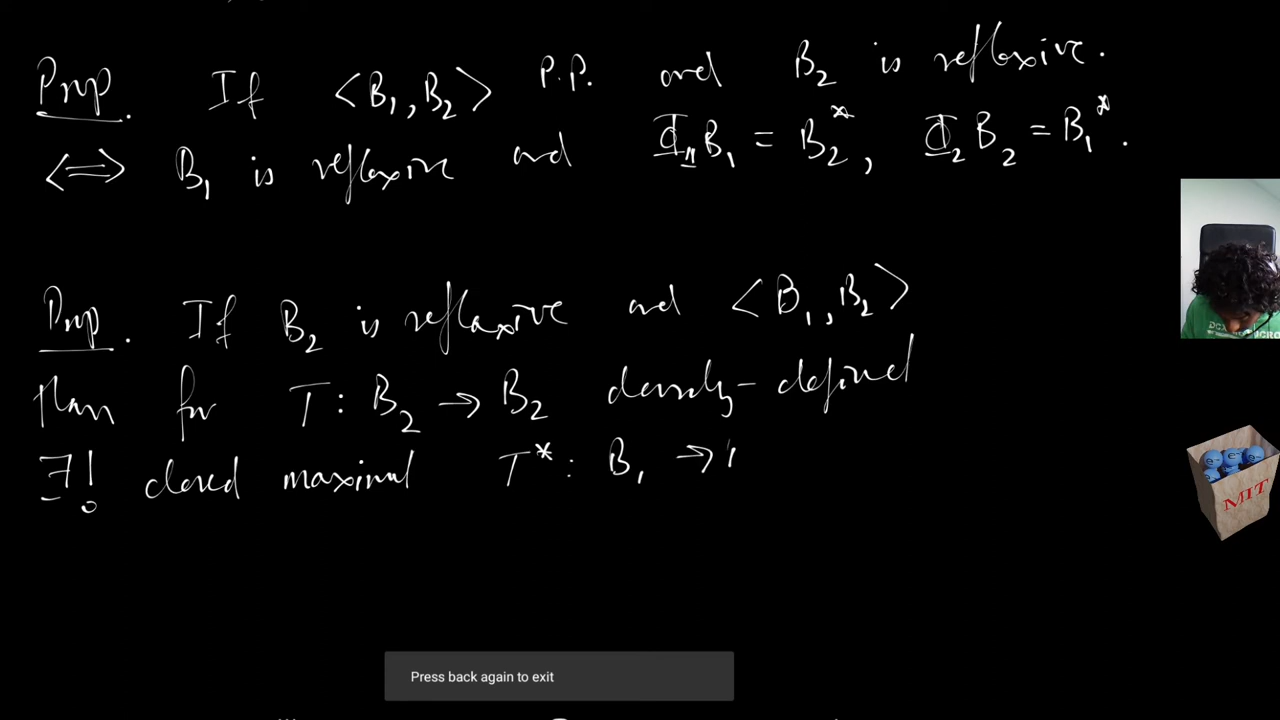 Prop. If <B₁, B₂> P.P. and B₂ is reflexive.
<=> B₁ is reflexive and Φ₁B₁ = B₂*, Φ₂B₂ = B₁*.
Prop. If B₂ is reflexive and <B₁, B₂>
then for T: B₂ → B₂ densely-defined
∃! closed maximal T*: B₁ →
MIT
Press back again to exit